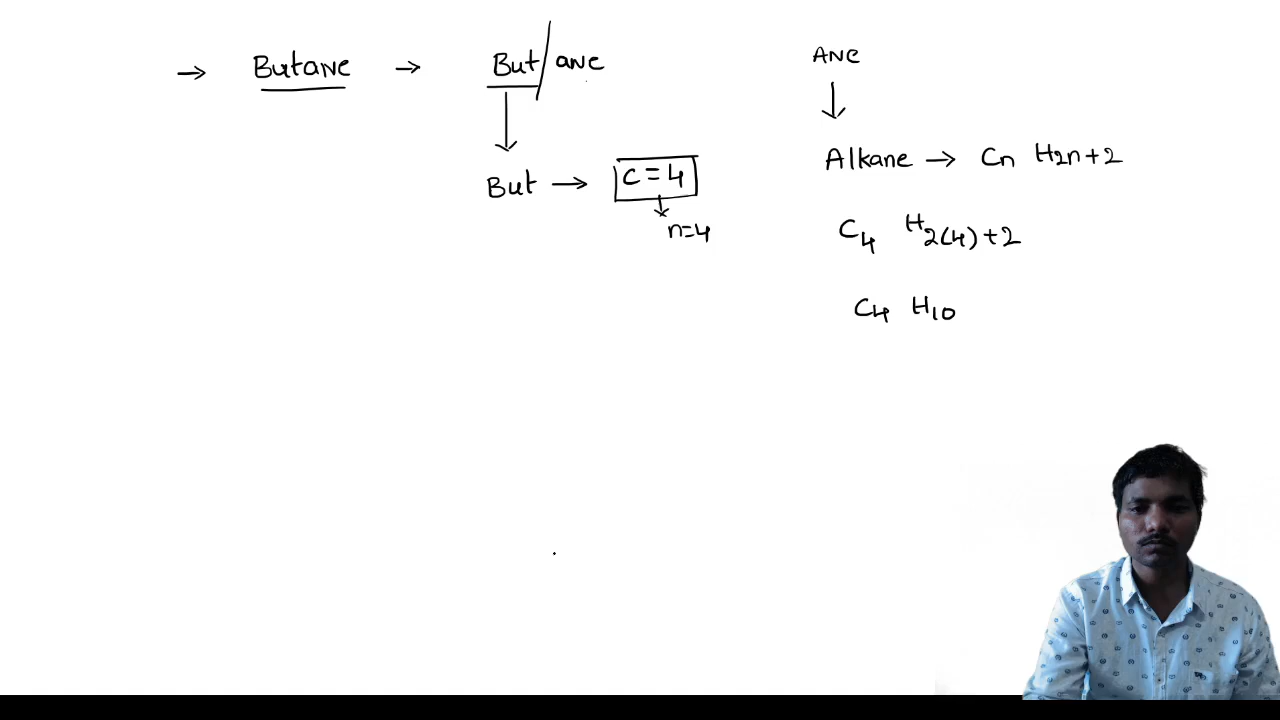 → Butane → But/ane
But → C=4
n=4
ANE
Alkane → Cn H2n+2
C4 H2(4)+2
C4 H10